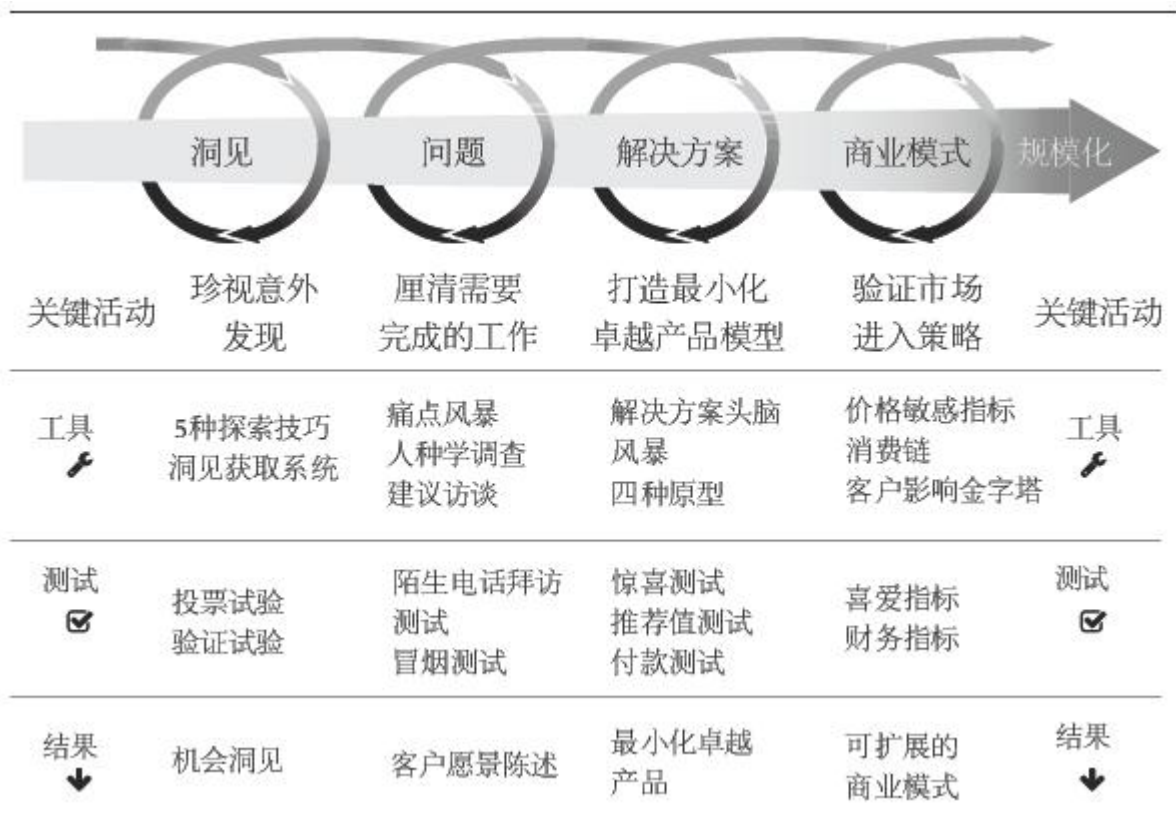 洞见
问题
解决方案
商业模式
规模化
关键活动
珍视意外
发现
厘清需要
完成的工作
打造最小化
卓越产品模型
验证市场
进入策略
关键活动
工具
5种探索技巧
洞见获取系统
痛点风暴
人种学调查
建议访谈
解决方案头脑
风暴
四种原型
价格敏感指标
消费链
客户影响金字塔
工具
测试
投票试验
验证试验
陌生电话拜访
测试
冒烟测试
惊喜测试
推荐值测试
付款测试
喜爱指标
财务指标
测试
结果
机会洞见
客户愿景陈述
最小化卓越
产品
可扩展的
商业模式
结果